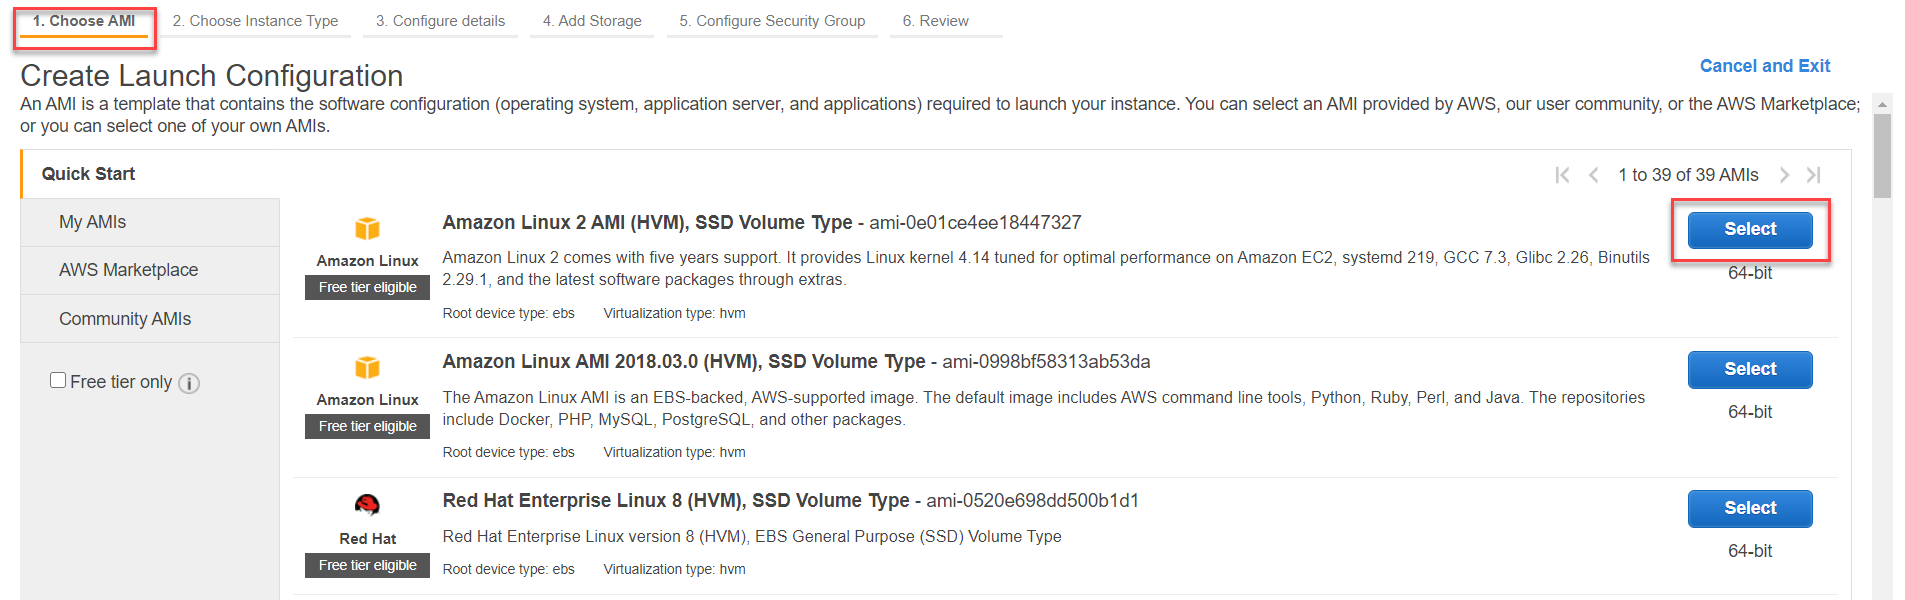 1. Choose AMI 2. Choose Instance Type 3. Configure details 4. Add Storage 5. Configure Security Group 6. Review
Create Launch Configuration
Cancel and Exit
An AMI is a template that contains the software configuration (operating system, application server, and applications) required to launch your instance. You can select an AMI provided by AWS, our user community, or the AWS Marketplace;
or you can select one of your own AMIs.
Quick Start
1 to 39 of 39 AMIs
My AMIs
AWS Marketplace
Community AMIs
Free tier only
Amazon Linux
Free tier eligible
Amazon Linux 2 AMI (HVM), SSD Volume Type - ami-0e01ce4ee18447327
Amazon Linux 2 comes with five years support. It provides Linux kernel 4.14 tuned for optimal performance on Amazon EC2, systemd 219, GCC 7.3, Glibc 2.26, Binutils
2.29.1, and the latest software packages through extras.
Root device type: ebs Virtualization type: hvm
Select
64-bit
Amazon Linux
Free tier eligible
Amazon Linux AMI 2018.03.0 (HVM), SSD Volume Type - ami-0998bf58313ab53da
The Amazon Linux AMI is an EBS-backed, AWS-supported image. The default image includes AWS command line tools, Python, Ruby, Perl, and Java. The repositories
include Docker, PHP, MySQL, PostgreSQL, and other packages.
Root device type: ebs Virtualization type: hvm
Select
64-bit
Red Hat
Free tier eligible
Red Hat Enterprise Linux 8 (HVM), SSD Volume Type - ami-0520e698dd500b1d1
Red Hat Enterprise Linux version 8 (HVM), EBS General Purpose (SSD) Volume Type
Root device type: ebs Virtualization type: hvm
Select
64-bit